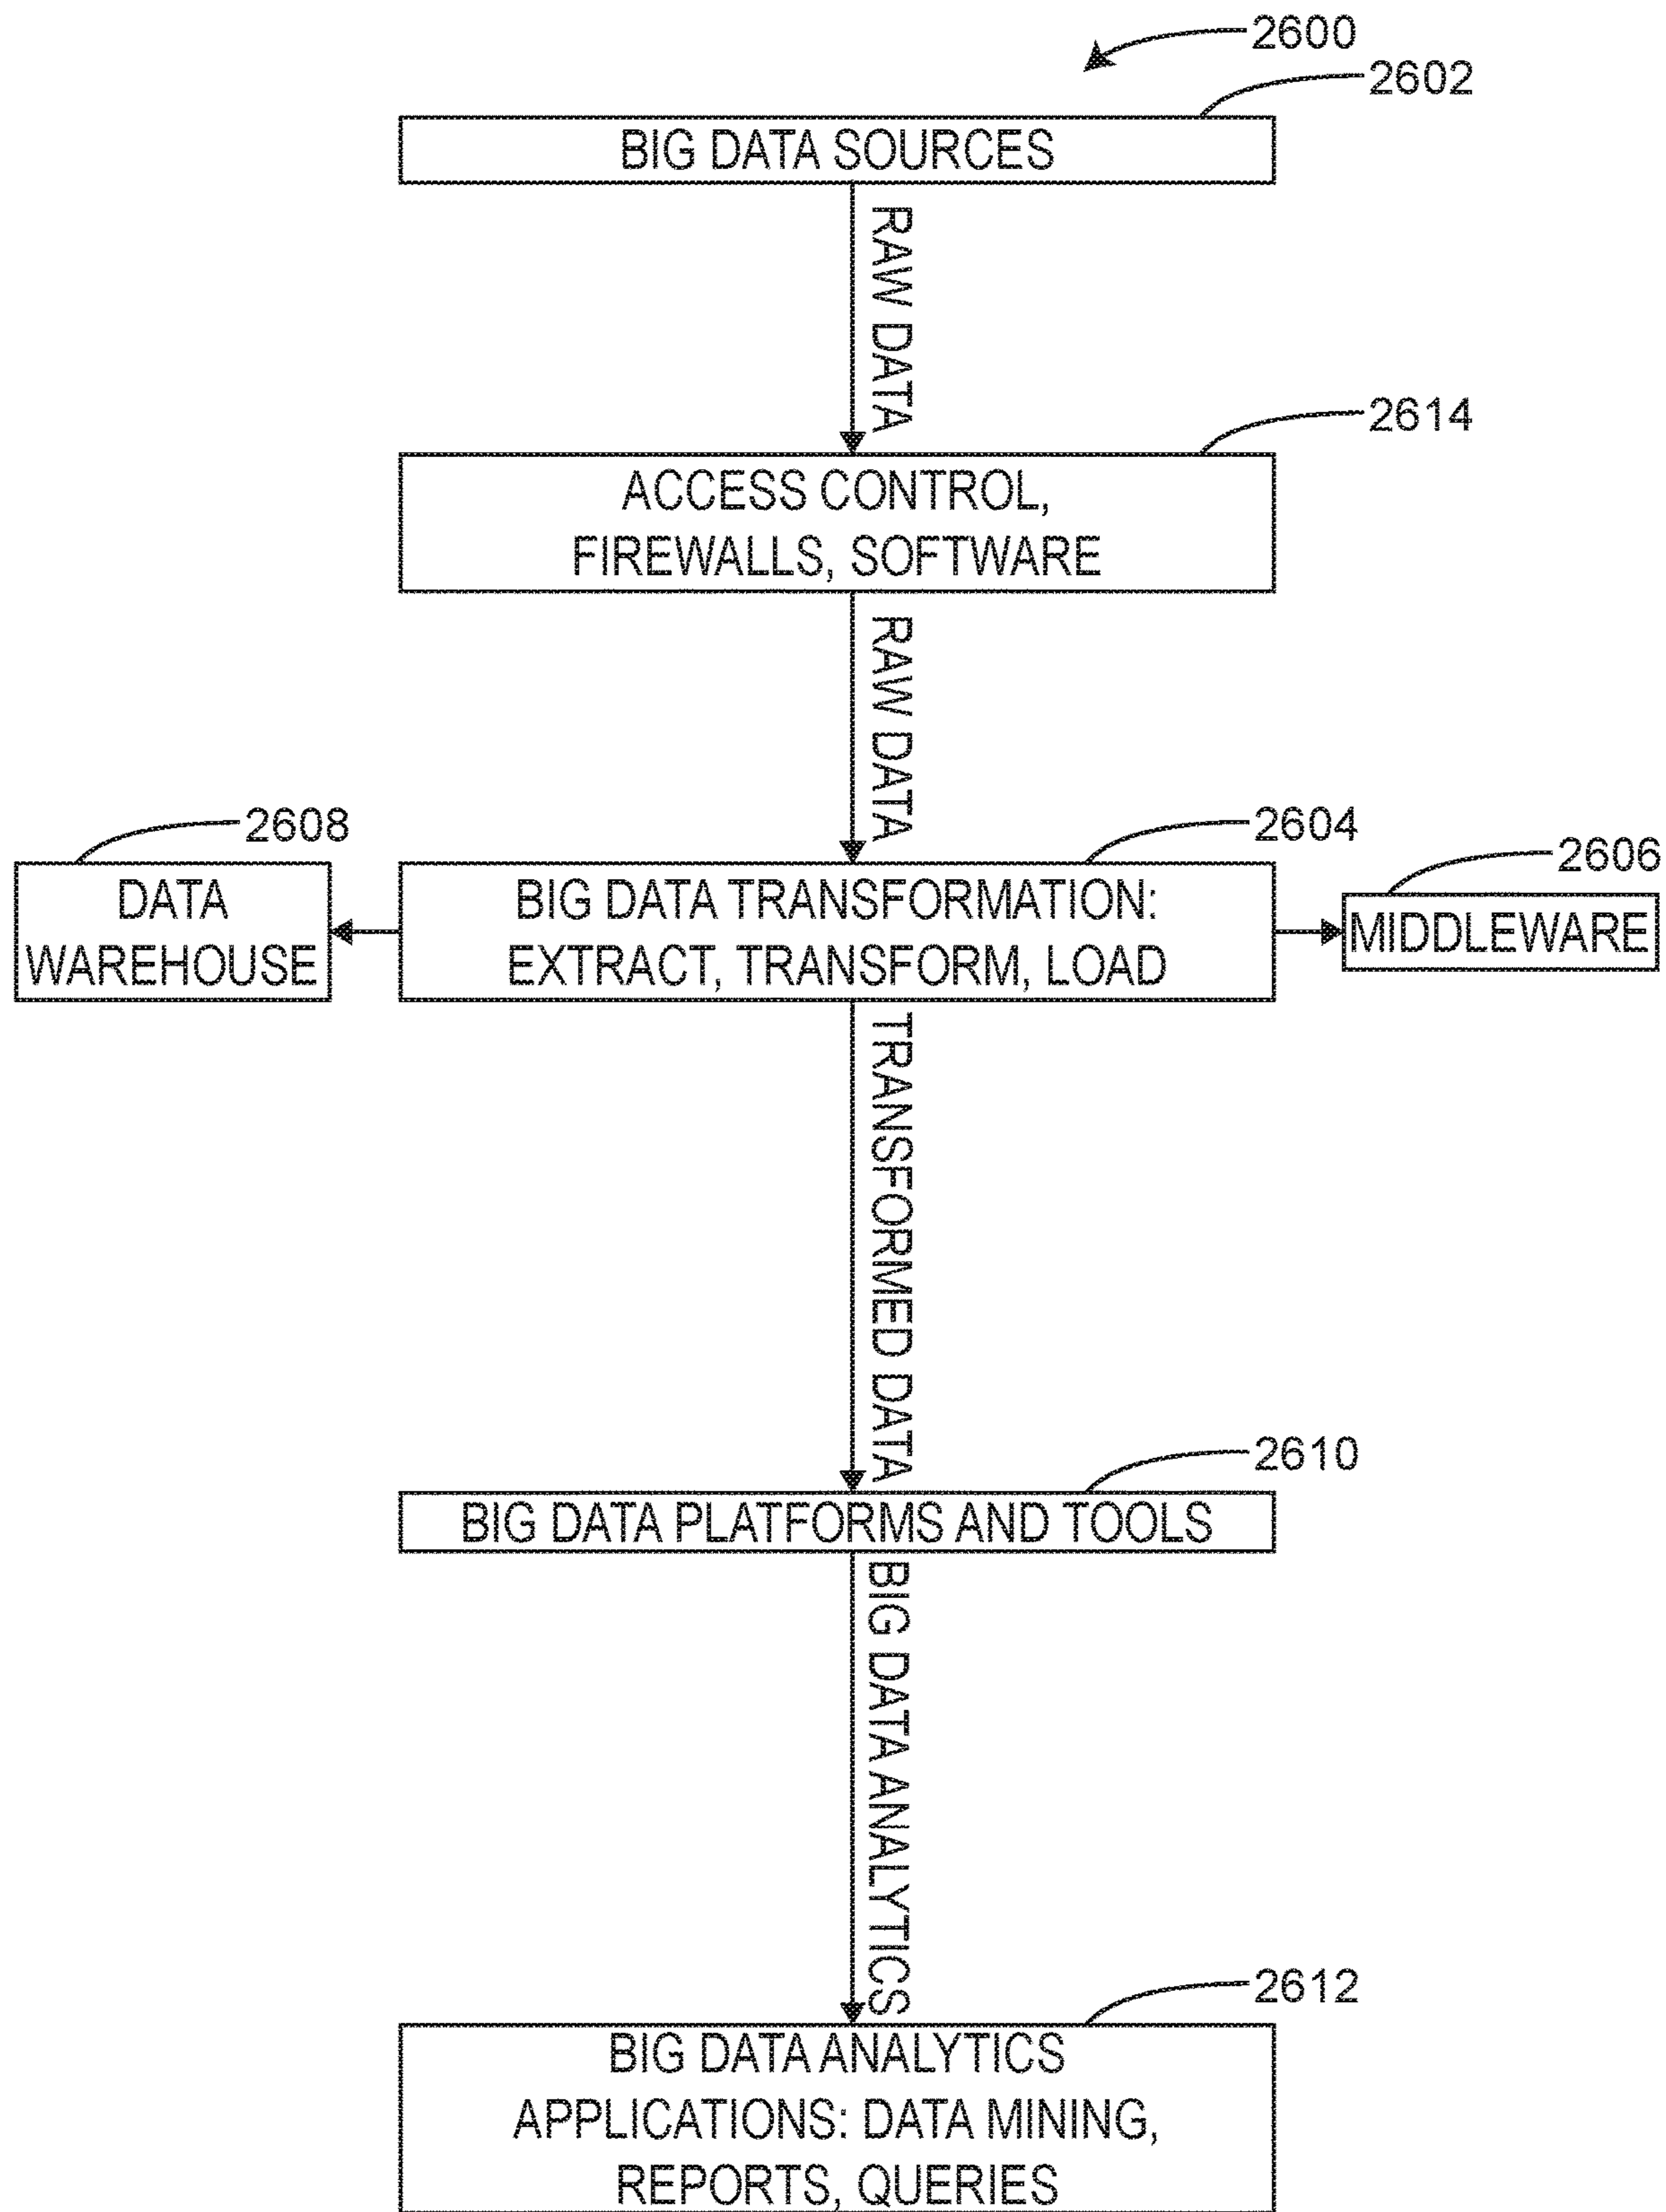 2600
2602
BIG DATA SOURCES
RAW DATA
2614
ACCESS CONTROL,
FIREWALLS, SOFTWARE
RAW DATA
2608
2604
2606
DATA
WAREHOUSE
BIG DATA TRANSFORMATION:
EXTRACT, TRANSFORM, LOAD
MIDDLEWARE
TRANSFORMED DATA
2610
BIG DATA PLATFORMS AND TOOLS
BIG DATA ANALYTICS
2612
BIG DATA ANALYTICS
APPLICATIONS: DATA MINING,
REPORTS, QUERIES